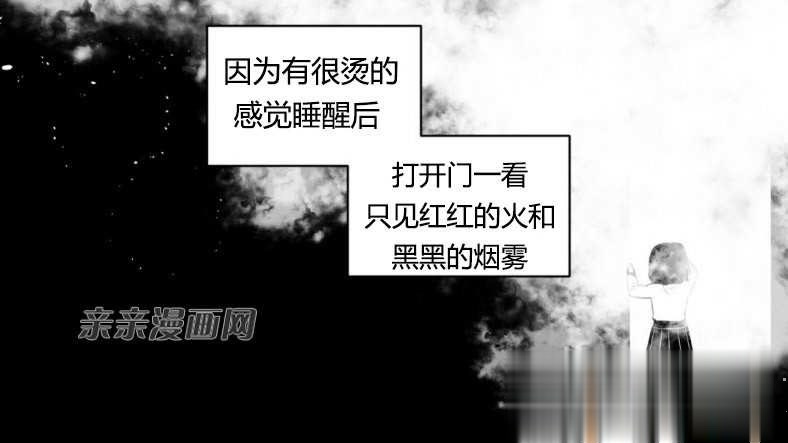 因为有很烫的
感觉睡醒后
打开门一看
只见红红的火和
黑黑的烟雾
亲亲漫画网